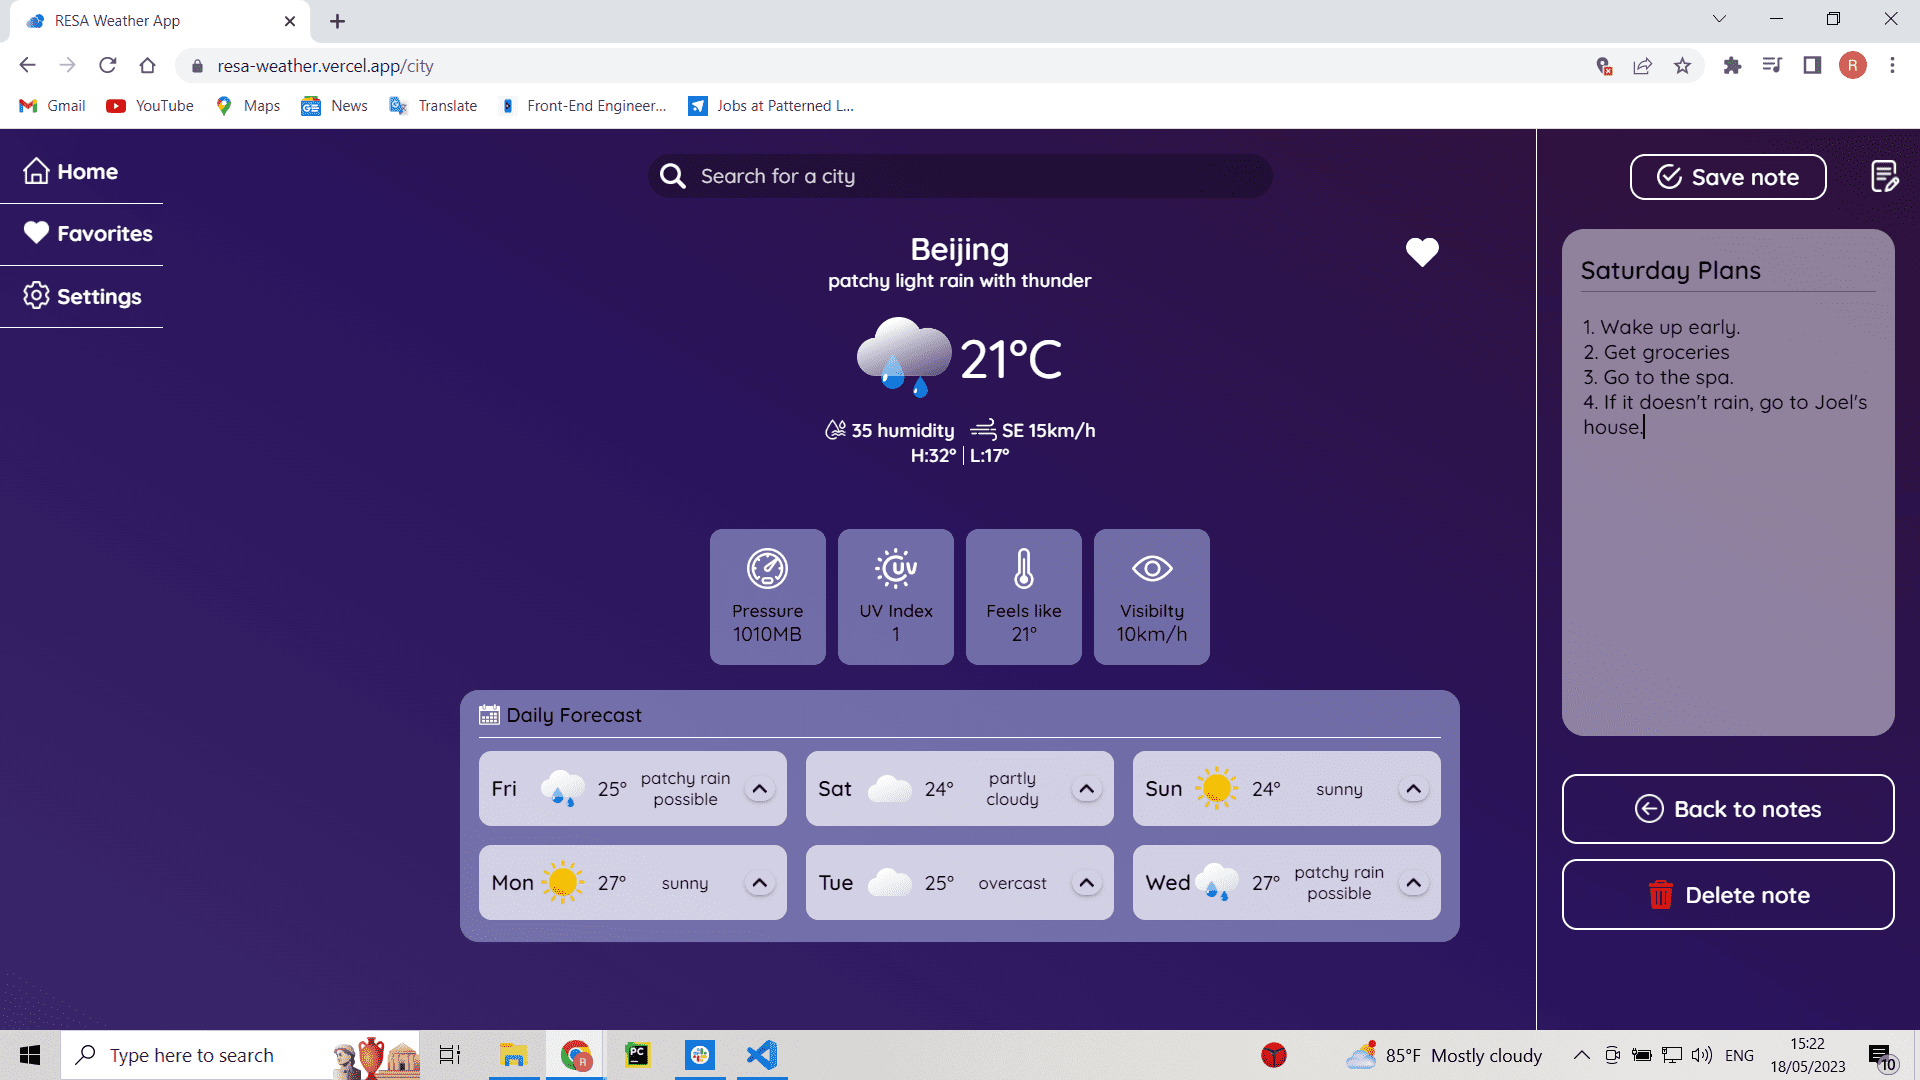 RESA Weather App
resa-weather.vercel.app/city
R
Gmail YouTube Maps News Translate Front-End Engineer... Jobs at Patterned L...
Home
Favorites
Settings
Search for a city
Beijing
patchy light rain with thunder
21°C
35 humidity SE 15km/h
H:32° L:17°
Pressure
1010MB
UV
UV Index
1
Feels like
21°
Visibilty
10km/h
Daily Forecast
Fri 25° patchy rain
possible
Sat 24° partly
cloudy
Sun 24° sunny
Mon 27° sunny
Tue 25° overcast
Wed 27° patchy rain
possible
Save note
Saturday Plans
1. Wake up early.
2. Get groceries
3. Go to the spa.
4. If it doesn't rain, go to Joel's
house.
Back to notes
Delete note
Type here to search
R
PC
85°F Mostly cloudy
ENG
15:22
18/05/2023
10